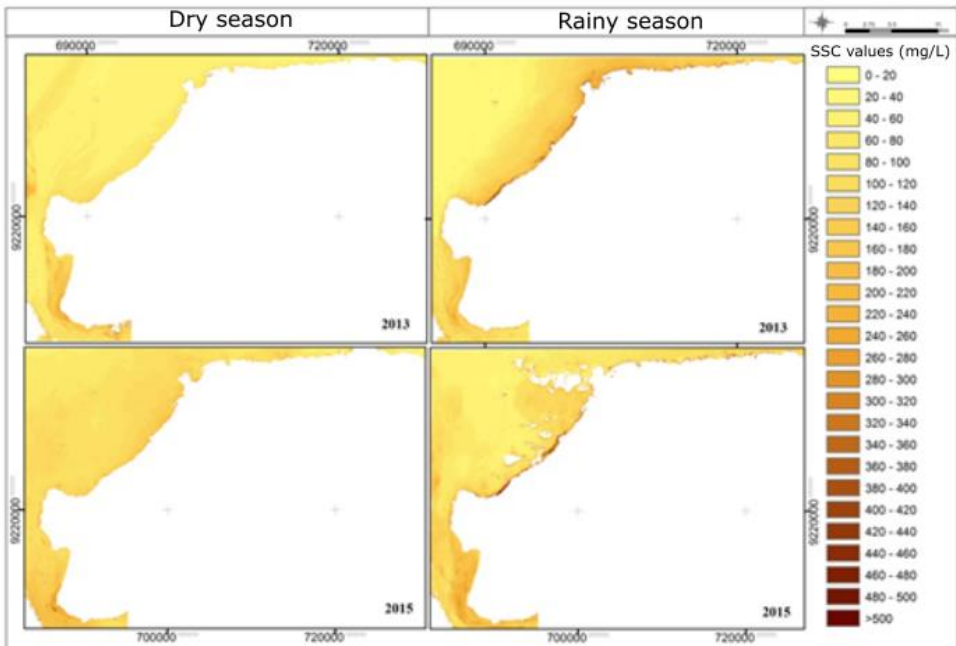 Dry season
Rainy season
690000
720000
690000
720000
SSC values (mg/L)
0 - 20
20 - 40
40 - 60
60 - 80
80 - 100
100 - 120
120 - 140
140 - 160
160 - 180
180 - 200
200 - 220
220 - 240
240 - 260
260 - 280
280 - 300
300 - 320
320 - 340
340 - 360
360 - 380
380 - 400
400 - 420
420 - 440
440 - 460
460 - 480
480 - 500
>500
9220000
9220000
2013
2013
9220000
9220000
2015
2015
700000
720000
700000
720000